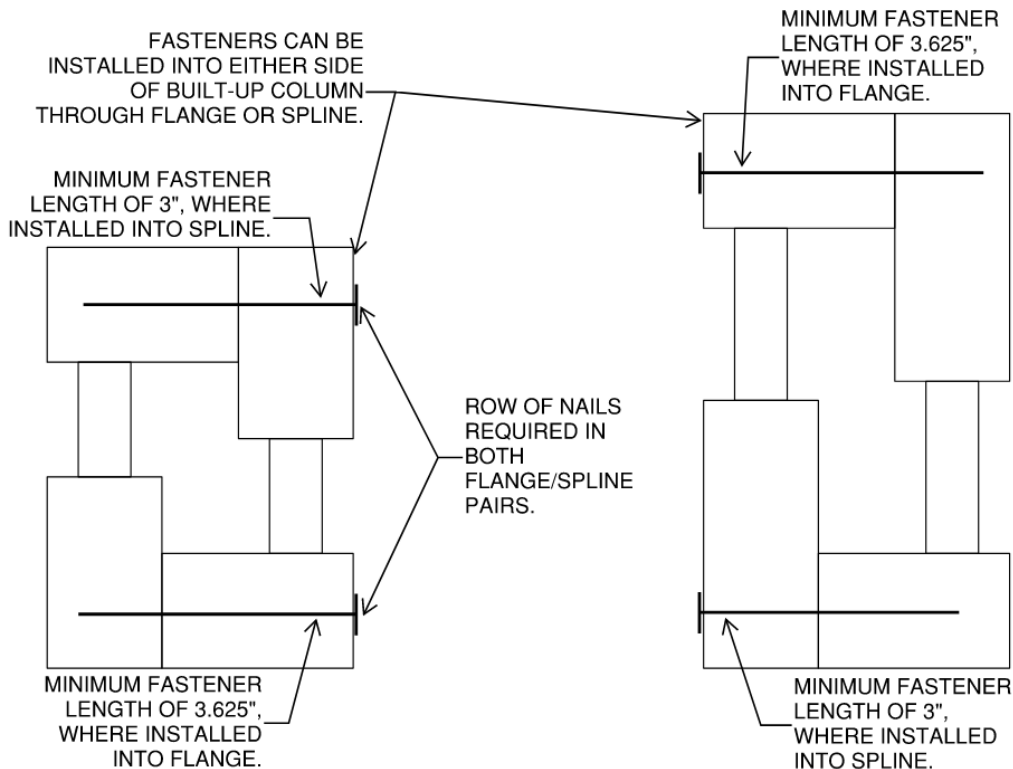 FASTENERS CAN BE
INSTALLED INTO EITHER SIDE
OF BUILT-UP COLUMN
THROUGH FLANGE OR SPLINE.
MINIMUM FASTENER
LENGTH OF 3.625",
WHERE INSTALLED
INTO FLANGE.
MINIMUM FASTENER
LENGTH OF 3", WHERE
INSTALLED INTO SPLINE.
ROW OF NAILS
REQUIRED IN
BOTH
FLANGE/SPLINE
PAIRS.
MINIMUM FASTENER
LENGTH OF 3.625",
WHERE INSTALLED
INTO FLANGE.
MINIMUM FASTENER
LENGTH OF 3",
WHERE INSTALLED
INTO SPLINE.